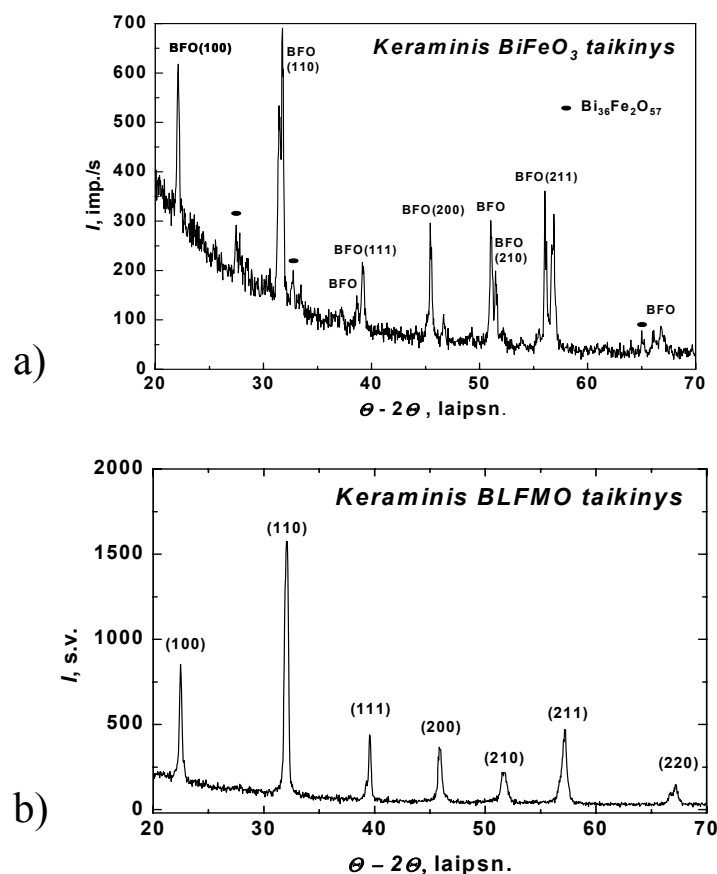 Keraminis BiFeO₃ taikinys
BFO(100)
BFO
(110)
Bi₃₆Fe₂O₅₇
BFO(111)
BFO
BFO(200)
BFO
BFO
(210)
BFO(211)
BFO
I, imp./s
700
600
500
400
300
200
100
0
20
30
40
50
60
70
Θ - 2Θ , laipsn.
a)
Keraminis BLFMO taikinys
(100)
(110)
(111)
(200)
(210)
(211)
(220)
I, s.v.
2000
1500
1000
500
0
20
30
40
50
60
70
Θ – 2Θ, laipsn.
b)